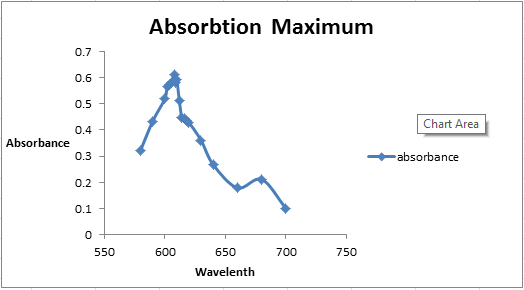 Absorbtion Maximum
0.7
0.6
0.5
0.4
0.3
0.2
0.1
0
Absorbance
550 600 650 700 750
Wavelenth
Chart Area
absorbance